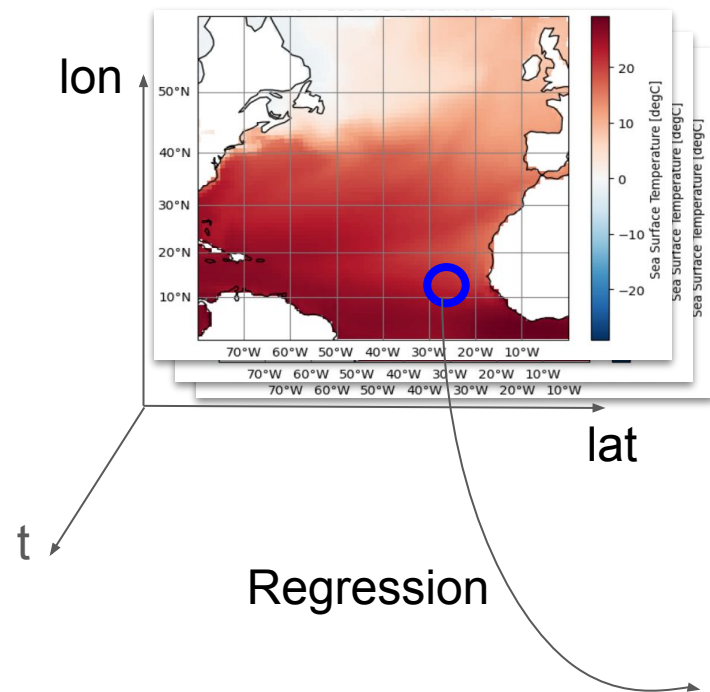 lon
50°N
40°N
30°N
20°N
10°N
70°W 60°W 50°W 40°W 30°W 20°W 10°W
20
10
0
−10
−20
Sea Surface Temperature [degC]
Sea Surface Temperature [degC]
Sea Surface Temperature [degC]
70°W 60°W 50°W 40°W 30°W 20°W 10°W
70°W 60°W 50°W 40°W 30°W 20°W 10°W
lat
t
Regression